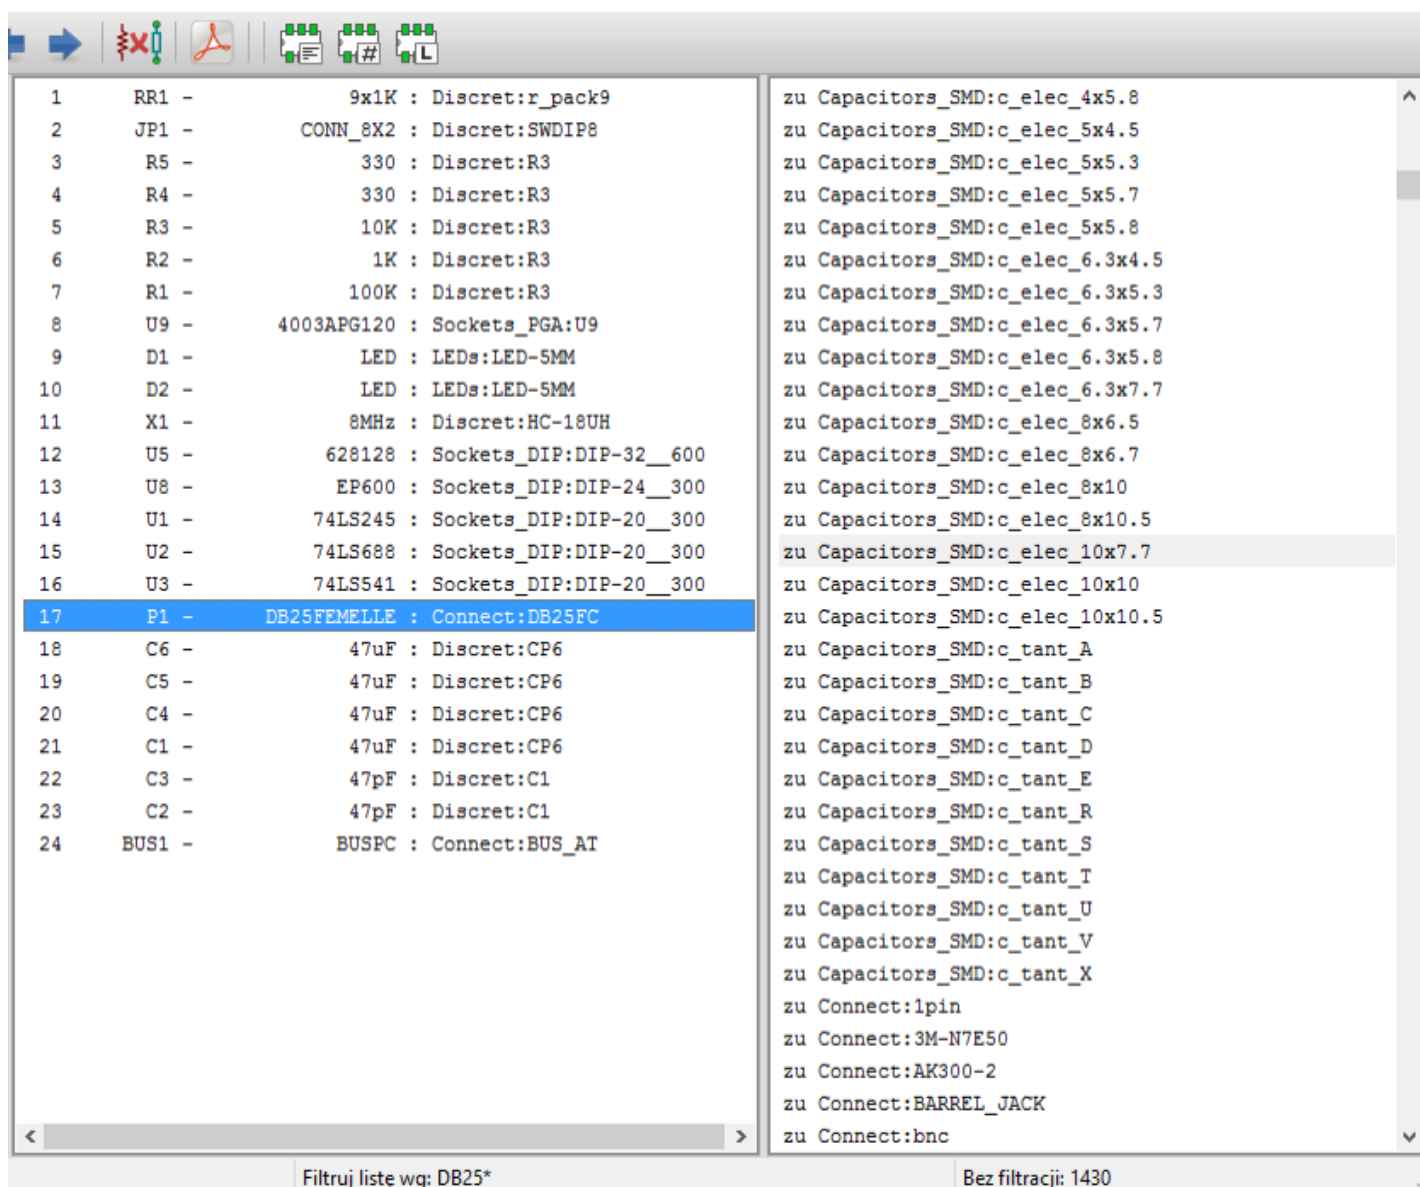 1 RR1 - 9x1K : Discret:r_pack9
2 JP1 - CONN_8X2 : Discret:SWDIP8
3 R5 - 330 : Discret:R3
4 R4 - 330 : Discret:R3
5 R3 - 10K : Discret:R3
6 R2 - 1K : Discret:R3
7 R1 - 100K : Discret:R3
8 U9 - 4003APG120 : Sockets_PGA:U9
9 D1 - LED : LEDs:LED-5MM
10 D2 - LED : LEDs:LED-5MM
11 X1 - 8MHz : Discret:HC-18UH
12 U5 - 628128 : Sockets_DIP:DIP-32__600
13 U8 - EP600 : Sockets_DIP:DIP-24__300
14 U1 - 74LS245 : Sockets_DIP:DIP-20__300
15 U2 - 74LS688 : Sockets_DIP:DIP-20__300
16 U3 - 74LS541 : Sockets_DIP:DIP-20__300
17 P1 - DB25FEMELLE : Connect:DB25FC
18 C6 - 47uF : Discret:CP6
19 C5 - 47uF : Discret:CP6
20 C4 - 47uF : Discret:CP6
21 C1 - 47uF : Discret:CP6
22 C3 - 47pF : Discret:C1
23 C2 - 47pF : Discret:C1
24 BUS1 - BUSPC : Connect:BUS_AT
zu Capacitors_SMD:c_elec_4x5.8
zu Capacitors_SMD:c_elec_5x4.5
zu Capacitors_SMD:c_elec_5x5.3
zu Capacitors_SMD:c_elec_5x5.7
zu Capacitors_SMD:c_elec_5x5.8
zu Capacitors_SMD:c_elec_6.3x4.5
zu Capacitors_SMD:c_elec_6.3x5.3
zu Capacitors_SMD:c_elec_6.3x5.7
zu Capacitors_SMD:c_elec_6.3x5.8
zu Capacitors_SMD:c_elec_6.3x7.7
zu Capacitors_SMD:c_elec_8x6.5
zu Capacitors_SMD:c_elec_8x6.7
zu Capacitors_SMD:c_elec_8x10
zu Capacitors_SMD:c_elec_8x10.5
zu Capacitors_SMD:c_elec_10x7.7
zu Capacitors_SMD:c_elec_10x10
zu Capacitors_SMD:c_elec_10x10.5
zu Capacitors_SMD:c_tant_A
zu Capacitors_SMD:c_tant_B
zu Capacitors_SMD:c_tant_C
zu Capacitors_SMD:c_tant_D
zu Capacitors_SMD:c_tant_E
zu Capacitors_SMD:c_tant_R
zu Capacitors_SMD:c_tant_S
zu Capacitors_SMD:c_tant_T
zu Capacitors_SMD:c_tant_U
zu Capacitors_SMD:c_tant_V
zu Capacitors_SMD:c_tant_X
zu Connect:1pin
zu Connect:3M-N7E50
zu Connect:AK300-2
zu Connect:BARREL_JACK
zu Connect:bnc
Filtruj listę wg: DB25*
Bez filtracji: 1430